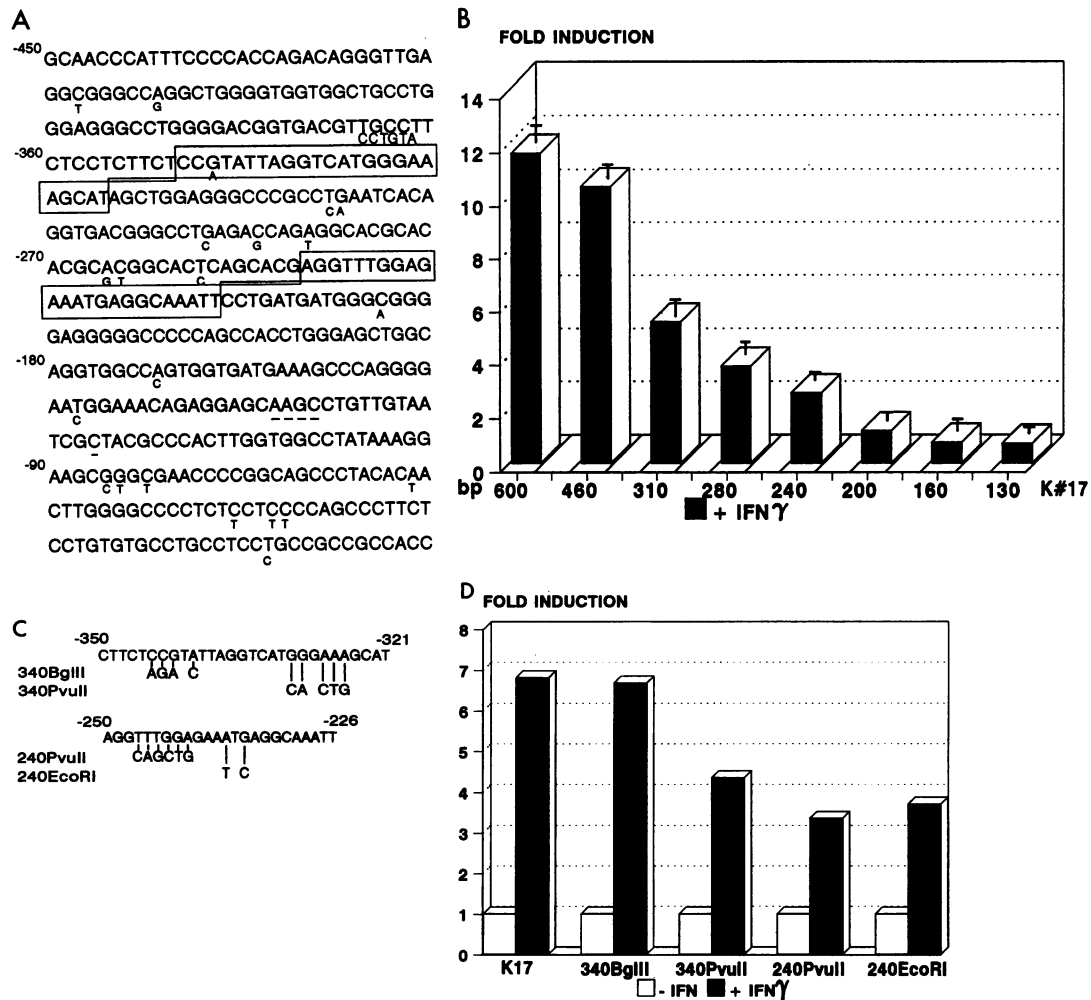 A
-450 GCAACCCATTTCCCCACCAGACAGGGTTGA
GGCGGGCCAGGCTGGGGTGGTGGCTGCCTG
T G
GGAGGGCCTGGGGACGGTGACGTTGCCTT
CCTGTA
-360 CTCCTCTTCTCCGTATTAGGTCATGGGAA
A
AGCATAGCTGGAGGGCCCGCCTGAATCACA
CA
GGTGACGGGCCTGAGACCAGAGGCACGCAC
C G T
-270 ACGCACGGCACTCAGCACGAGGTTTGGAG
G T C
AAATGAGGCAAATTCCTGATGATGGGCGGG
A
GAGGGGGCCCCCAGCCACCTGGGAGCTGGC
-180 AGGTGGCCAGTGGTGATGAAAGCCCAGGGG
C
AATGGAAACAGAGGAGCAAGCCTGTTGTAA
C
TCGCTACGCCCACTTGGTGGCCTATAAAGG
-90 AAGCGGGCGAACCCCGGCAGCCCTACACAA
C T T T
CTTGGGGCCCCTCTCCTCCCCAGCCCTTCT
T T T
CCTGTGTGCCTGCCTCCTGCCGCCGCCACC
C
B
FOLD INDUCTION
14
12
10
8
6
4
2
0
bp 600 460 310 280 240 200 160 130 K#17
+ IFNγ
C
-350 -321
CTTCTCCGTATTAGGTCATGGGAAAGCAT
340BglII AGA C
340PvuII CA CTG
-250 -226
AGGTTTGGAGAAATGAGGCAAATT
240PvuII CAGCTG
240EcoRI T C
D
FOLD INDUCTION
8
7
6
5
4
3
2
1
0
K17 340BglII 340PvuII 240PvuII 240EcoRI
- IFN + IFNγ